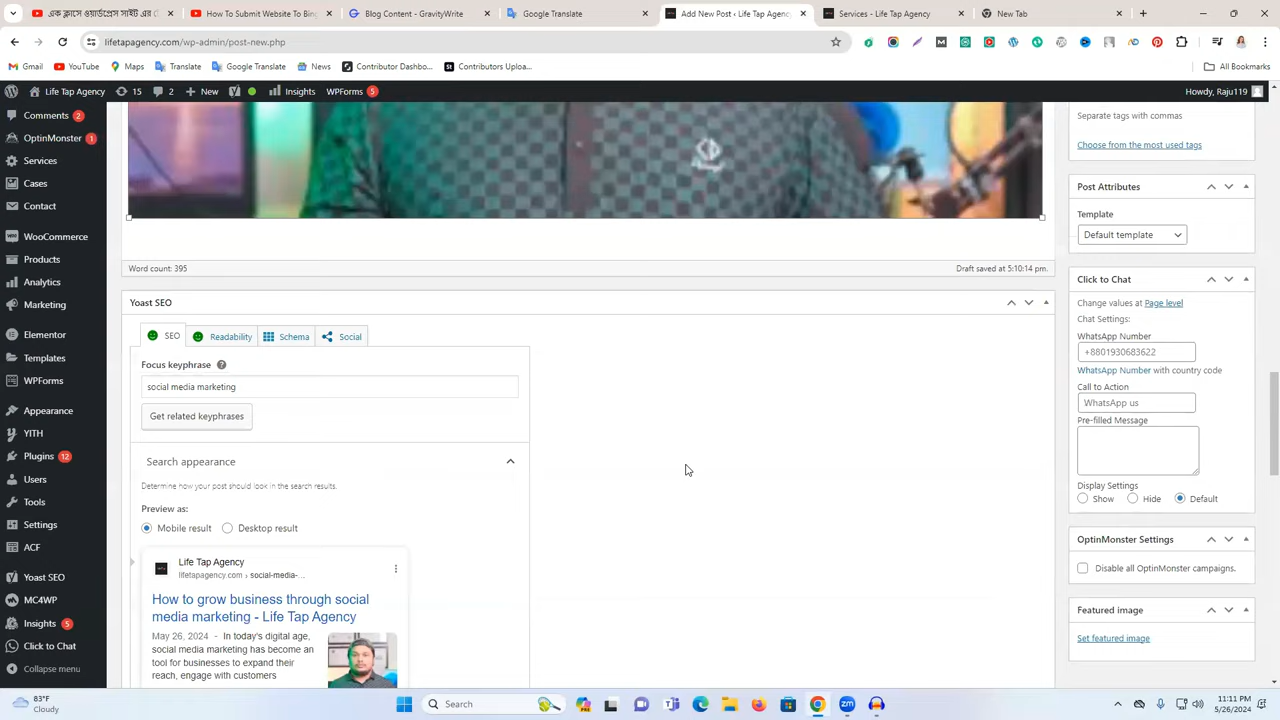 এক ক্লাসে ওয়ার্ডপ্রেস সাইট এর এ
How To Submit Website To Bing
Blog Content - GravityWrite
Google Translate
Add New Post ‹ Life Tap Agency
Services - Life Tap Agency
New Tab
lifetapagency.com/wp-admin/post-new.php
Gmail
YouTube
Maps
Translate
Google Translate
News
Contributor Dashbo...
Contributors Uploa...
All Bookmarks
Life Tap Agency
15
2
New
Insights
WPForms
5
Howdy, Raju119
Comments
2
OptinMonster
1
Services
Cases
Contact
WooCommerce
Products
Analytics
Marketing
Elementor
Templates
WPForms
Appearance
YITH
Plugins
12
Users
Tools
Settings
ACF
Yoast SEO
MC4WP
Insights
5
Click to Chat
Collapse menu
Word count: 395
Draft saved at 5:10:14 pm.
Yoast SEO
SEO
Readability
Schema
Social
Focus keyphrase
?
social media marketing
Get related keyphrases
Search appearance
Determine how your post should look in the search results.
Preview as:
Mobile result
Desktop result
Life Tap Agency
lifetapagency.com › social-media- ...
How to grow business through social
media marketing - Life Tap Agency
May 26, 2024 - In today's digital age,
social media marketing has become an
tool for businesses to expand their
reach, engage with customers
Separate tags with commas
Choose from the most used tags
Post Attributes
Template
Default template
Click to Chat
Change values at Page level
Chat Settings:
WhatsApp Number
+8801930683622
WhatsApp Number with country code
Call to Action
WhatsApp us
Pre-filled Message
Display Settings
Show
Hide
Default
OptinMonster Settings
Disable all OptinMonster campaigns.
Featured image
Set featured image
83°F
Cloudy
Search
11:11 PM
5/26/2024